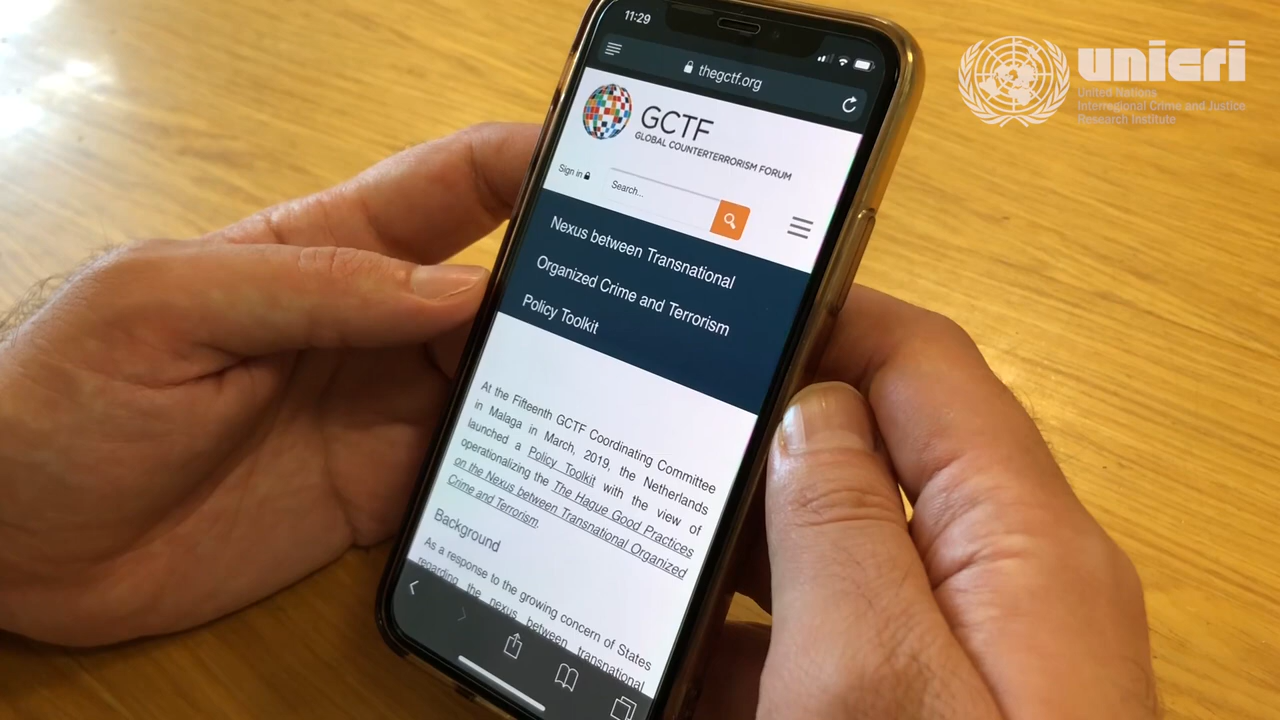 11:29
thegctf.org
GCTF
GLOBAL COUNTERTERRORISM FORUM
Sign in
Search...
Nexus between Transnational
Organized Crime and Terrorism
Policy Toolkit
At the Fifteenth GCTF Coordinating Committee
in Malaga in March, 2019, the Netherlands
launched a Policy Toolkit with the view of
operationalizing the The Hague Good Practices
on the Nexus between Transnational Organized
Crime and Terrorism.
Background
As a response to the growing concern of States
regarding the nexus between transnational
unicri
United Nations
Interregional Crime and Justice
Research Institute